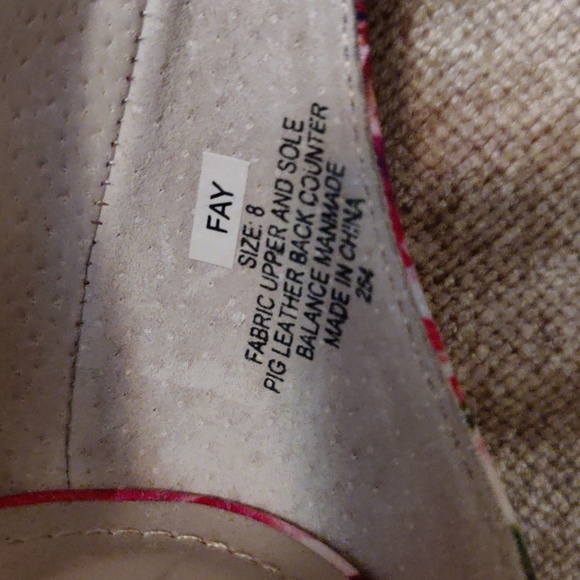 FAY
SIZE: 8
FABRIC UPPER AND SOLE
PIG LEATHER BACK COUNTER
BALANCE MANMADE
MADE IN CHINA
254